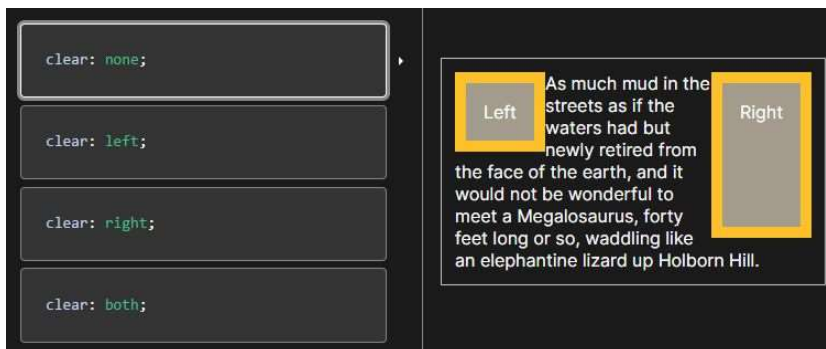 clear: none;
clear: left;
clear: right;
clear: both;
Left
Right
As much mud in the
streets as if the
waters had but
newly retired from
the face of the earth, and it
would not be wonderful to
meet a Megalosaurus, forty
feet long or so, waddling like
an elephantine lizard up Holborn Hill.